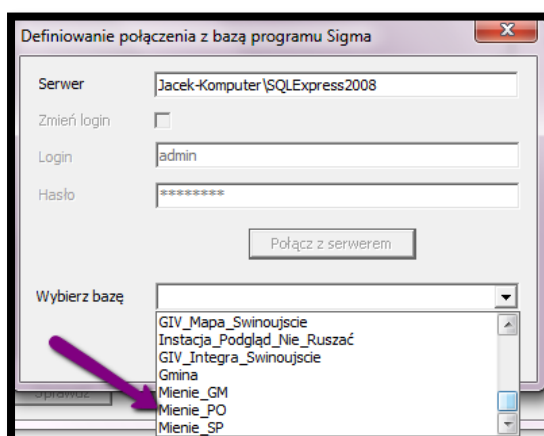 Definiowanie połączenia z bazą programu Sigma
Serwer
Jacek-Komputer\SQLExpress2008
Zmień login
Login
admin
Hasło
********
Połącz z serwerem
Wybierz bazę
GIV_Mapa_Swinoujscie
Instacja_Podgląd_Nie_Ruszać
GIV_Integra_Swinoujscie
Gmina
Mienie_GM
Sprawdź
Mienie_PO
Mienie_SP